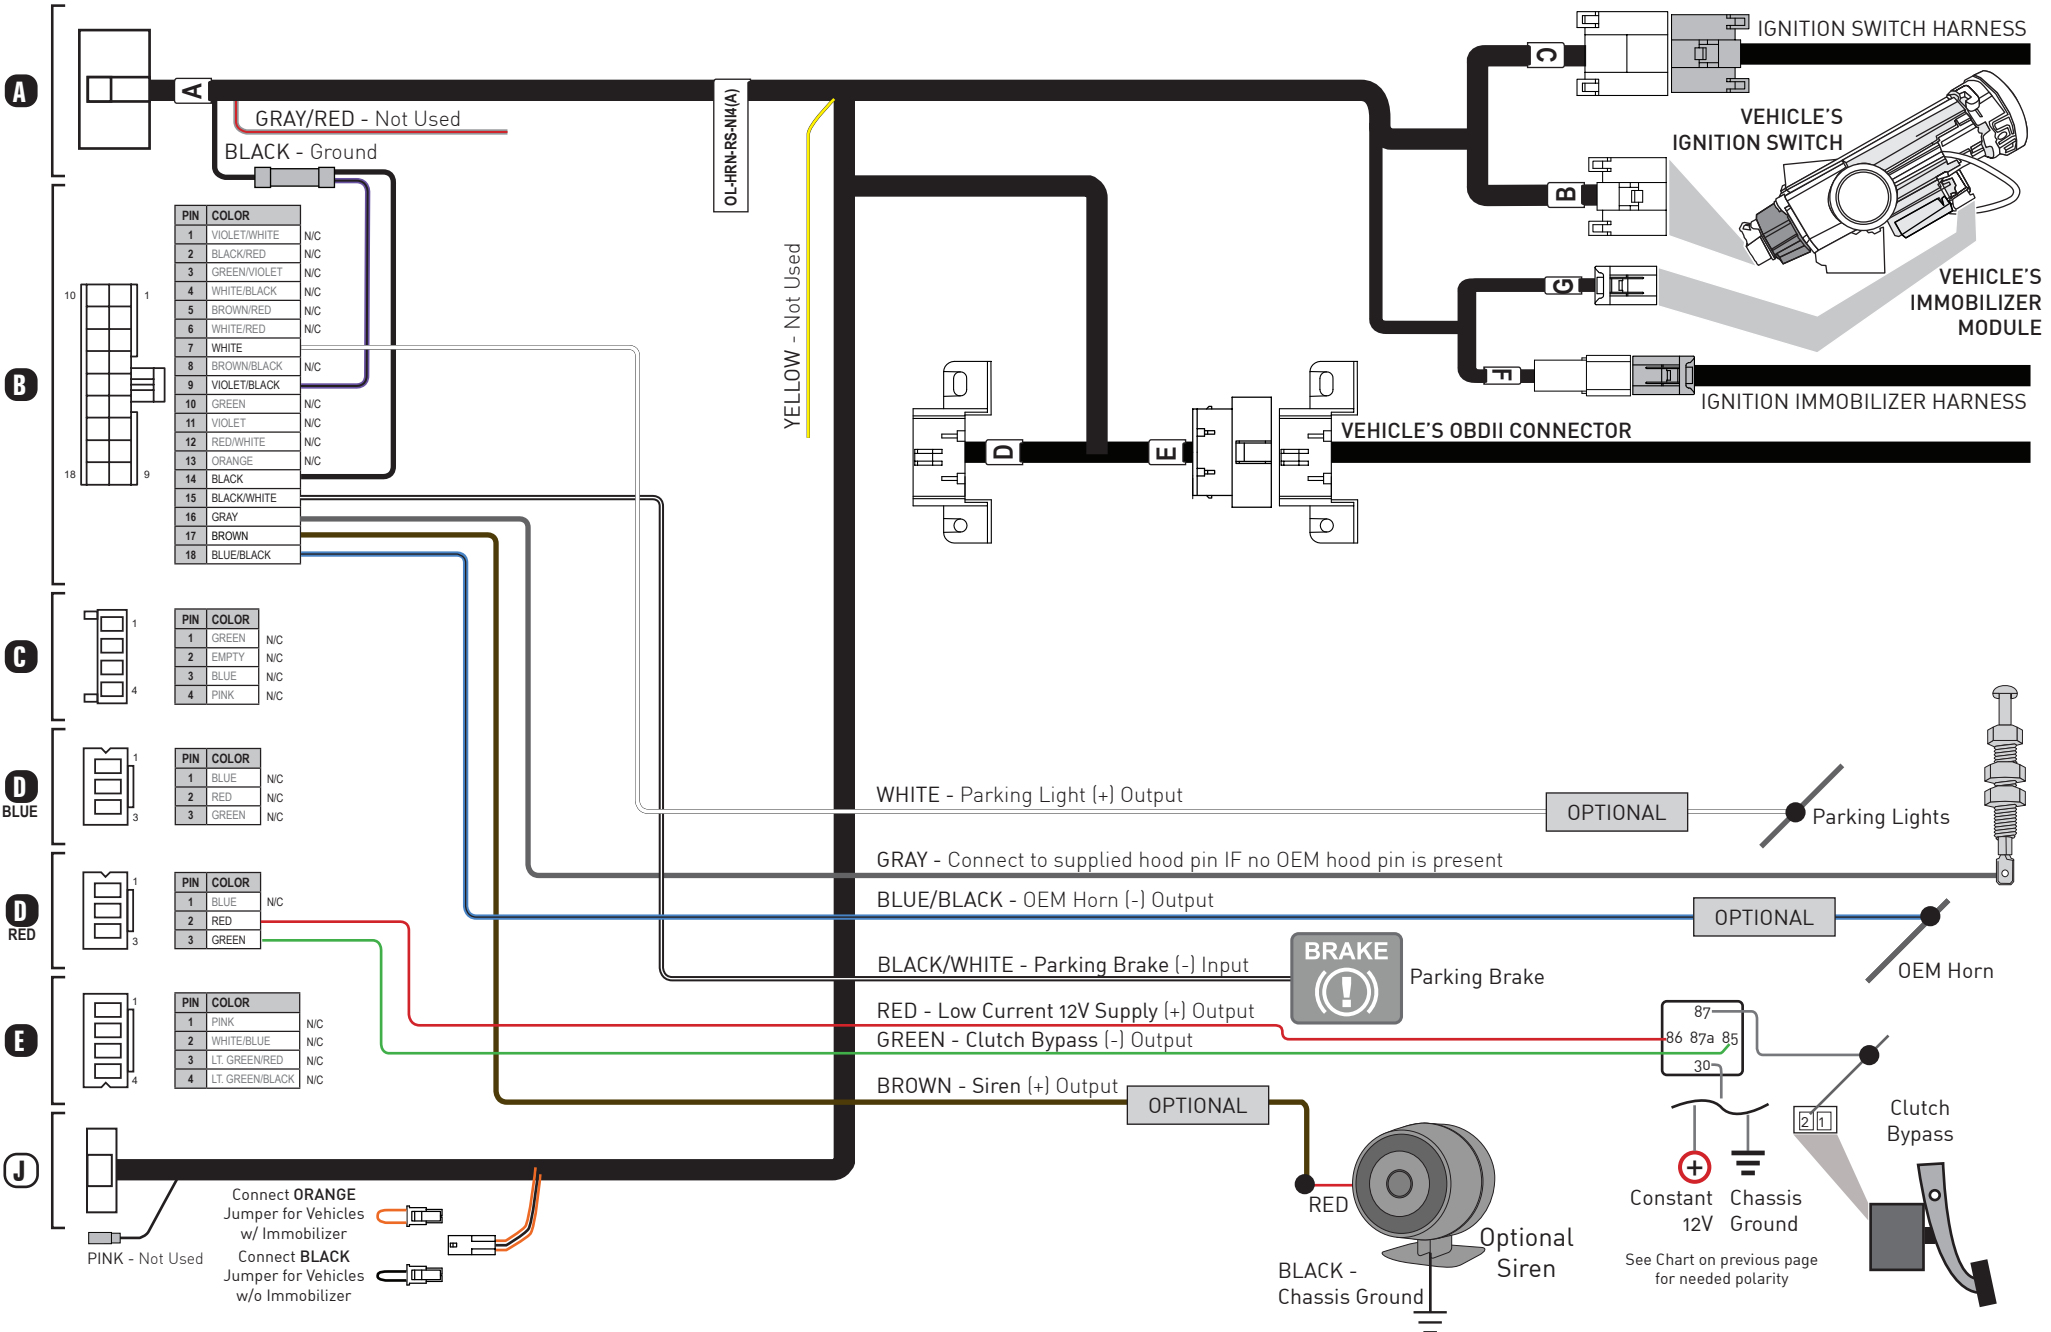 A
A
GRAY/RED - Not Used
BLACK - Ground
OL-HRN-RS-NI4(A)
YELLOW - Not Used
C
IGNITION SWITCH HARNESS
VEHICLE'S
IGNITION SWITCH
B
G
VEHICLE'S
IMMOBILIZER
MODULE
F
IGNITION IMMOBILIZER HARNESS
D
E
VEHICLE'S OBDII CONNECTOR
B
10
1
18
9
PIN COLOR
1 VIOLET/WHITE N/C
2 BLACK/RED N/C
3 GREEN/VIOLET N/C
4 WHITE/BLACK N/C
5 BROWN/RED N/C
6 WHITE/RED N/C
7 WHITE
8 BROWN/BLACK N/C
9 VIOLET/BLACK
10 GREEN N/C
11 VIOLET N/C
12 RED/WHITE N/C
13 ORANGE N/C
14 BLACK
15 BLACK/WHITE
16 GRAY
17 BROWN
18 BLUE/BLACK
C
1
4
PIN COLOR
1 GREEN N/C
2 EMPTY N/C
3 BLUE N/C
4 PINK N/C
D
BLUE
1
3
PIN COLOR
1 BLUE N/C
2 RED N/C
3 GREEN N/C
D
RED
1
3
PIN COLOR
1 BLUE N/C
2 RED
3 GREEN
E
1
4
PIN COLOR
1 PINK N/C
2 WHITE/BLUE N/C
3 LT. GREEN/RED N/C
4 LT. GREEN/BLACK N/C
WHITE - Parking Light (+) Output
OPTIONAL
Parking Lights
GRAY - Connect to supplied hood pin IF no OEM hood pin is present
BLUE/BLACK - OEM Horn (-) Output
OPTIONAL
OEM Horn
BLACK/WHITE - Parking Brake (-) Input
BRAKE
!
Parking Brake
RED - Low Current 12V Supply (+) Output
GREEN - Clutch Bypass (-) Output
87
86 87a 85
30
BROWN - Siren (+) Output
OPTIONAL
RED
Optional
Siren
BLACK -
Chassis Ground
+
Constant
12V
Chassis
Ground
See Chart on previous page
for needed polarity
2 1
Clutch
Bypass
J
PINK - Not Used
Connect ORANGE
Jumper for Vehicles
w/ Immobilizer
Connect BLACK
Jumper for Vehicles
w/o Immobilizer